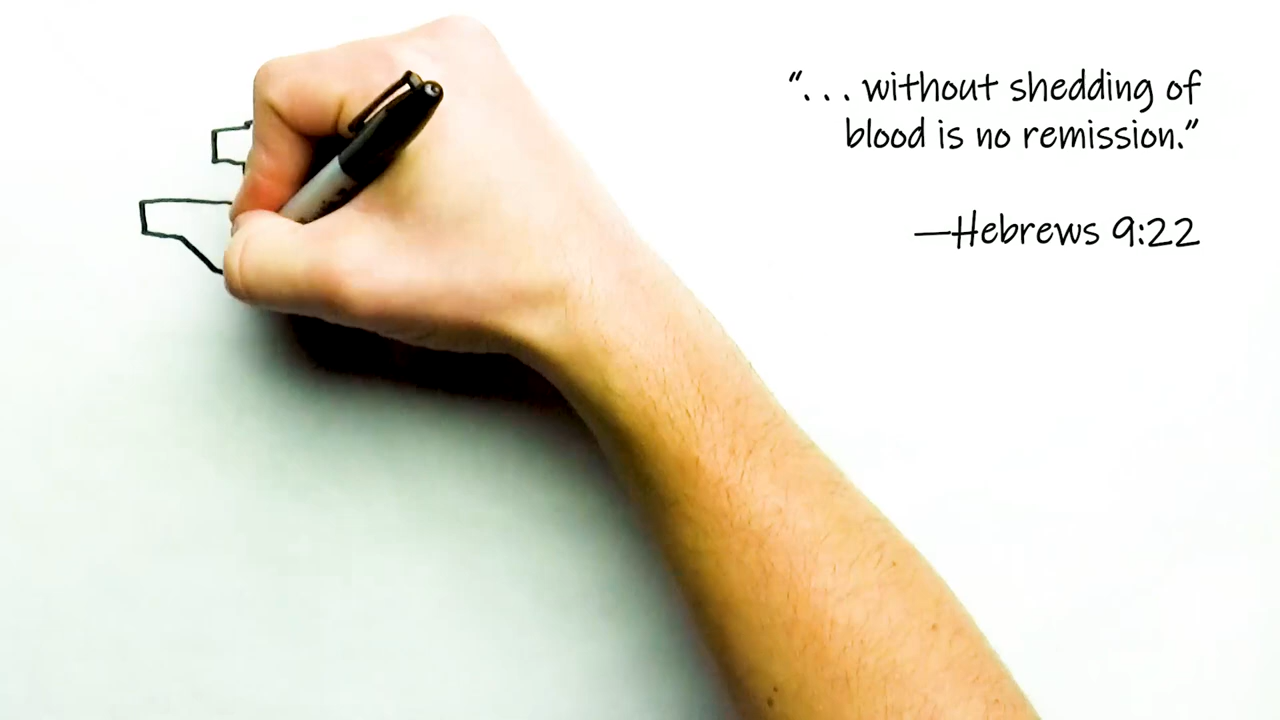 “. . . without shedding of
blood is no remission.”
—Hebrews 9:22